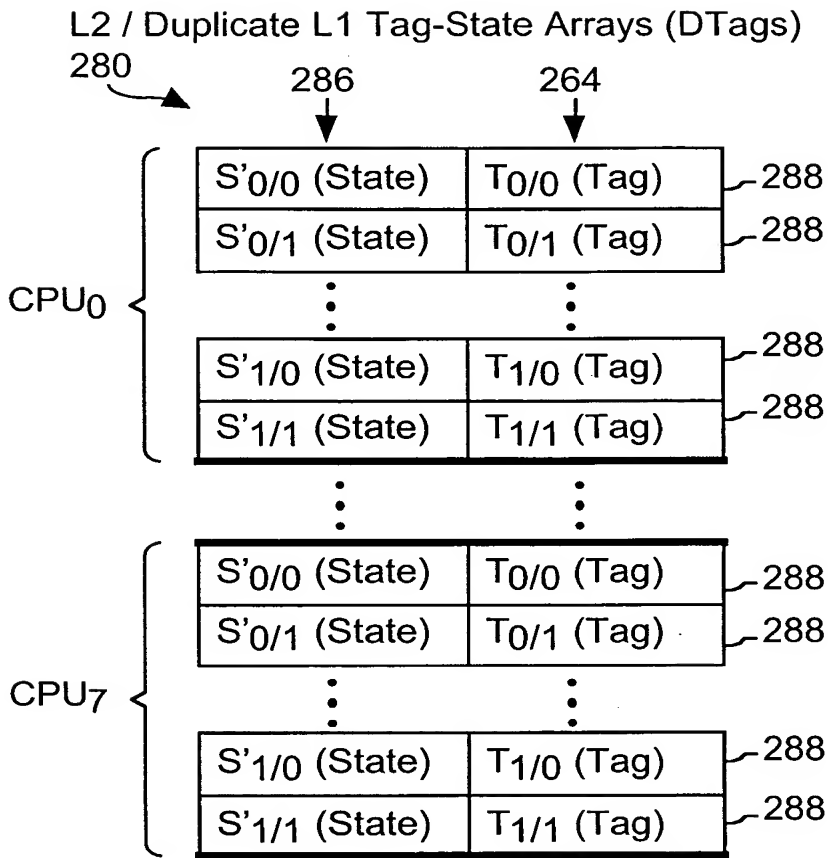 L2 / Duplicate L1 Tag-State Arrays (DTags)
280 286 264
S'0/0 (State) T0/0 (Tag) 288
S'0/1 (State) T0/1 (Tag) 288
CPU0
S'1/0 (State) T1/0 (Tag) 288
S'1/1 (State) T1/1 (Tag) 288
S'0/0 (State) T0/0 (Tag) 288
S'0/1 (State) T0/1 (Tag) 288
CPU7
S'1/0 (State) T1/0 (Tag) 288
S'1/1 (State) T1/1 (Tag) 288